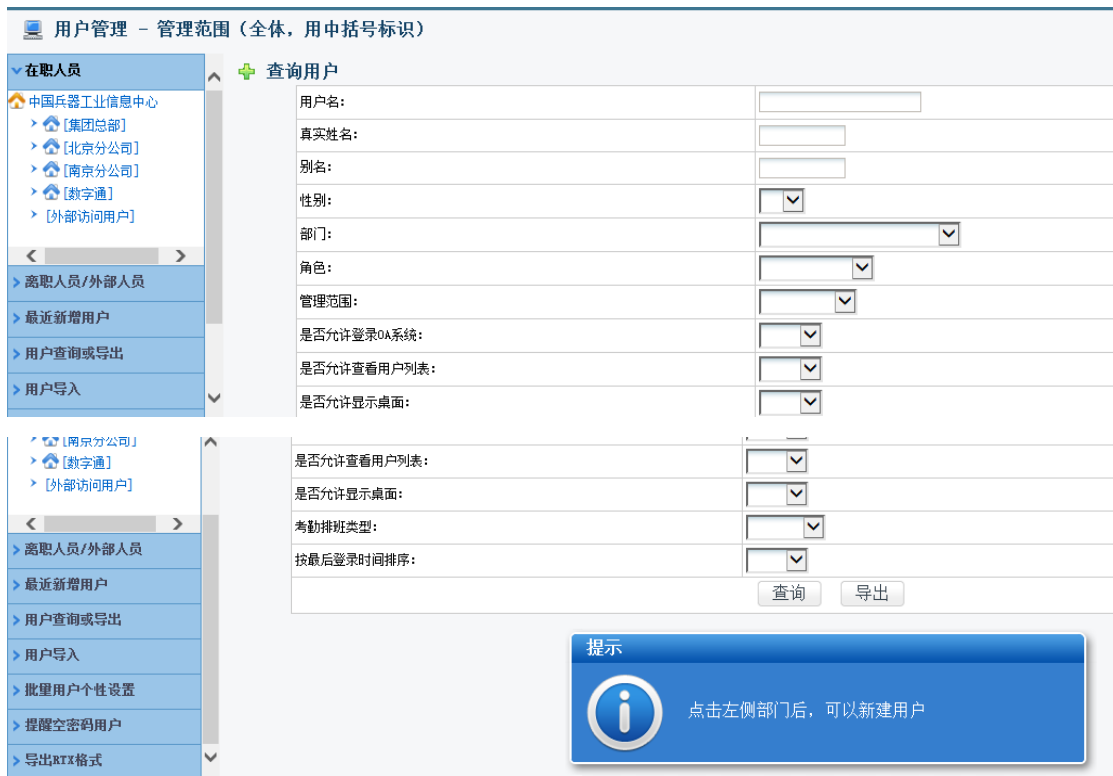 用户管理 - 管理范围（全体，用中括号标识）
在职人员
中国兵器工业信息中心
[集团总部]
[北京分公司]
[南京分公司]
[数字通]
[外部访问用户]
离职人员/外部人员
最近新增用户
用户查询或导出
用户导入
查询用户
用户名：
真实姓名：
别名：
性别：
部门：
角色：
管理范围：
是否允许登录OA系统：
是否允许查看用户列表：
是否允许显示桌面：
[南京分公司]
[数字通]
[外部访问用户]
离职人员/外部人员
最近新增用户
用户查询或导出
用户导入
批量用户个性设置
提醒空密码用户
导出RTX格式
是否允许查看用户列表：
是否允许显示桌面：
考勤排班类型：
按最后登录时间排序：
查询 导出
提示
点击左侧部门后，可以新建用户